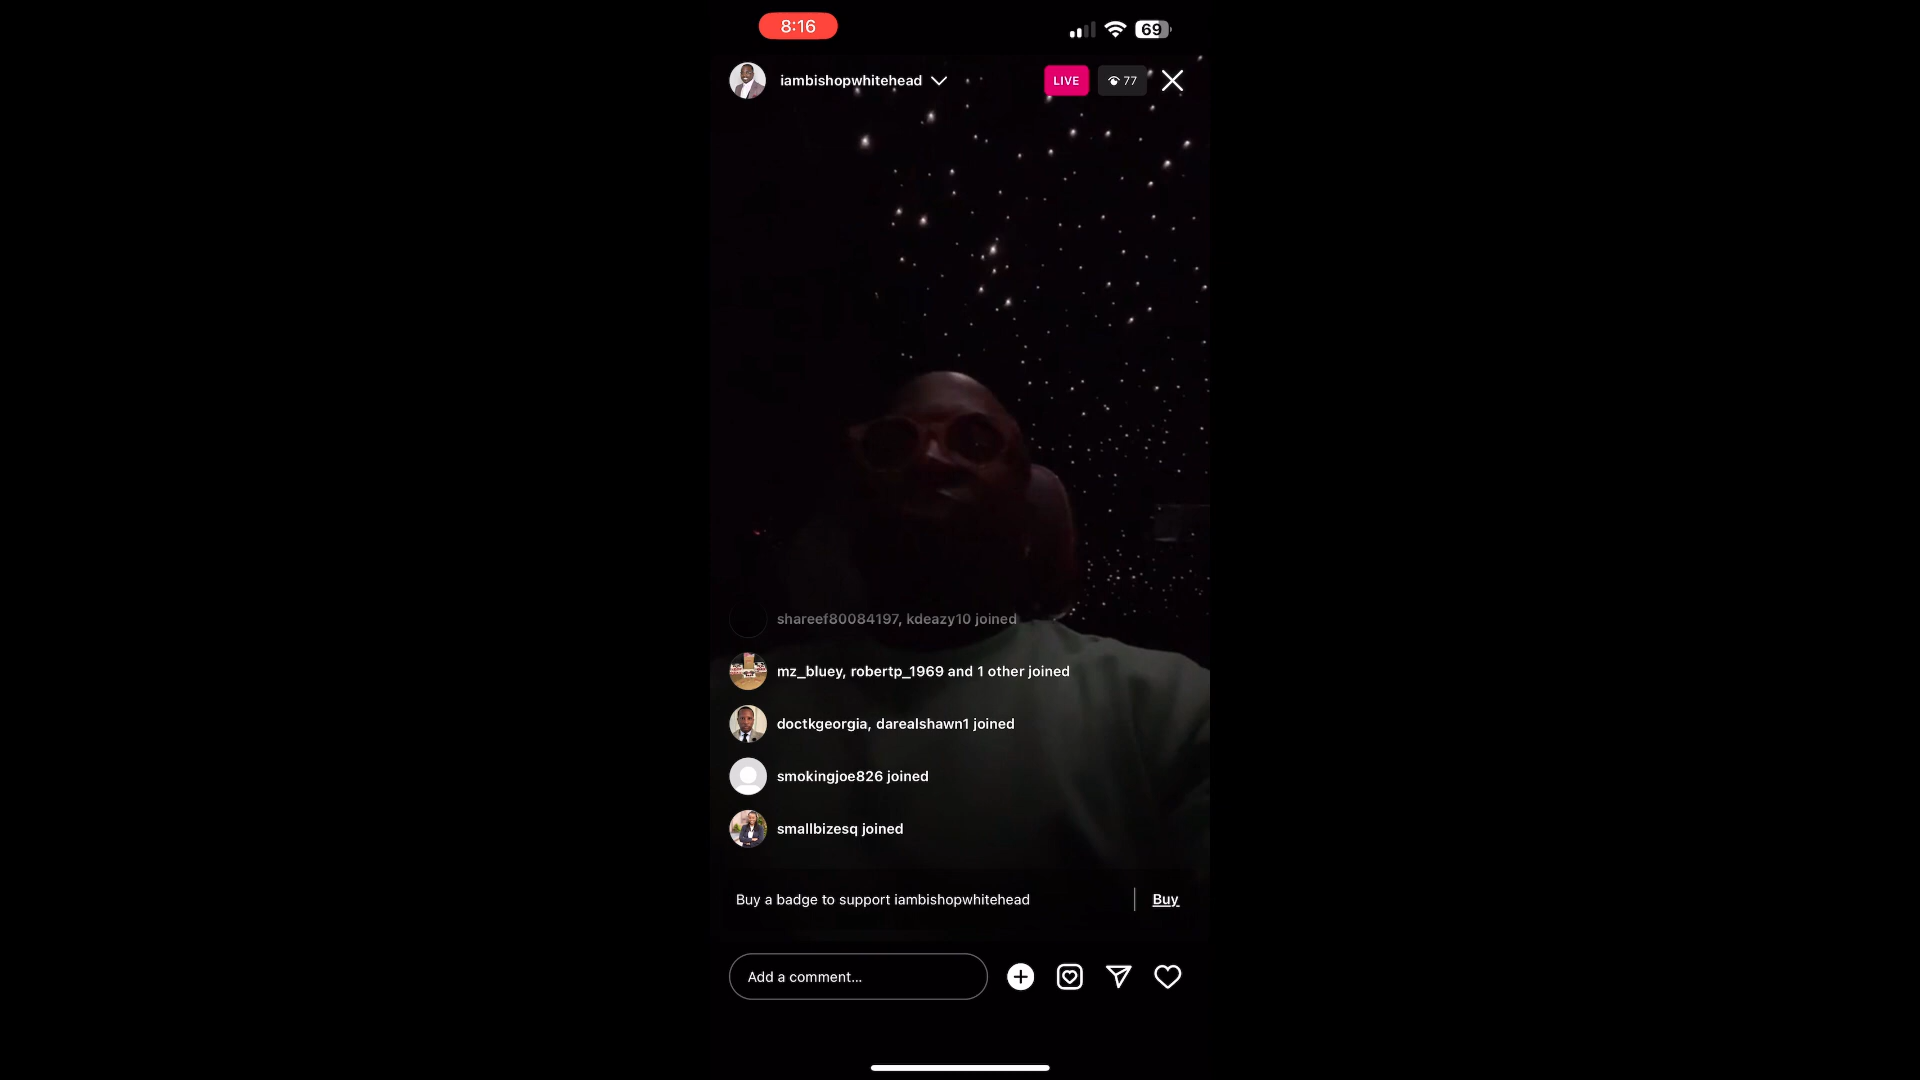 8:16
69
iambishopwhitehead
LIVE
77
shareef80084197, kdeazy10 joined
mz_bluey, robertp_1969 and 1 other joined
doctkgeorgia, darealshawn1 joined
smokingjoe826 joined
smallbizesq joined
Buy a badge to support iambishopwhitehead
Buy
Add a comment...